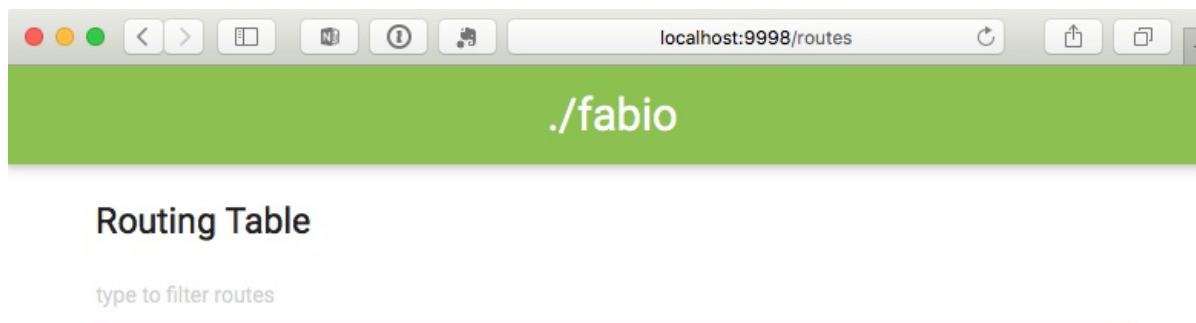 localhost:9998/routes
./fabio
Routing Table
type to filter routes